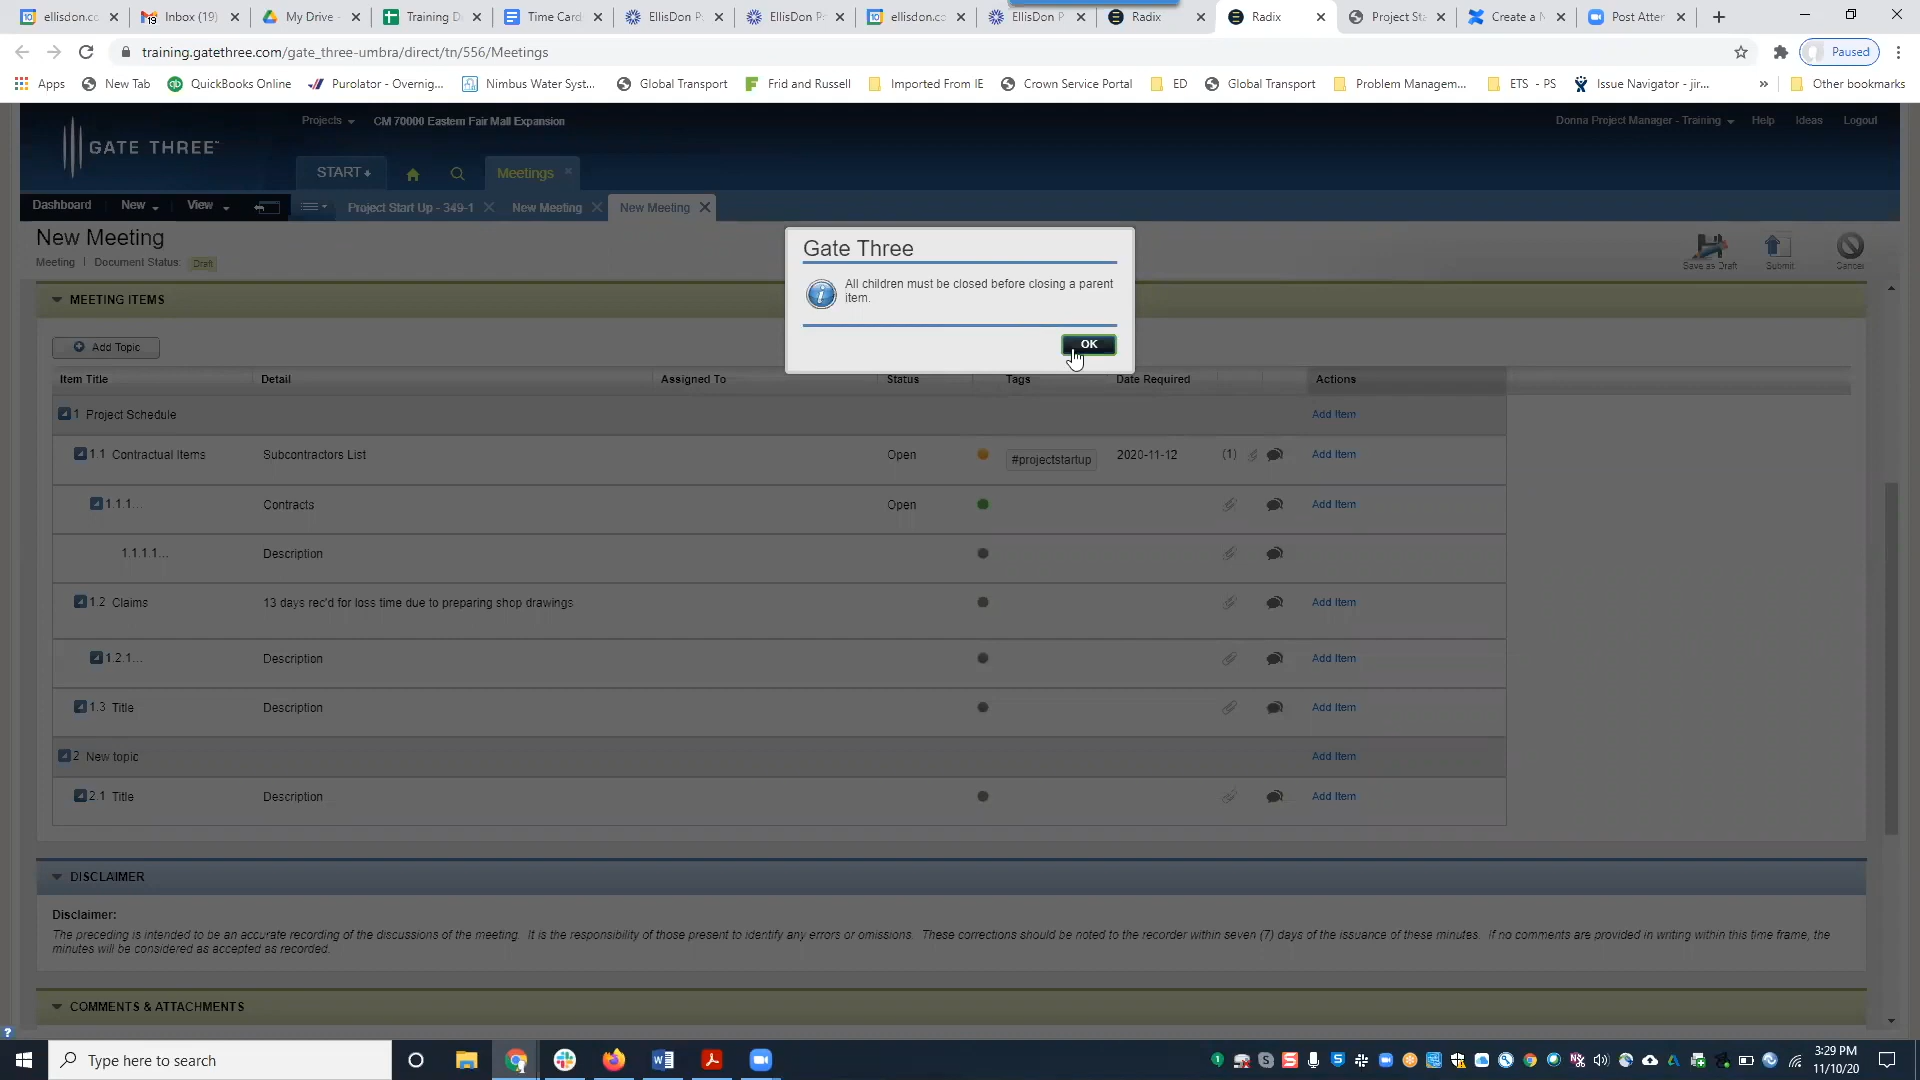 ellisdon.co
Inbox (19)
My Drive -
Training D
Time Card
EllisDon P
EllisDon P
ellisdon.co
EllisDon P
Radix
Radix
Project Sta
Create a N
Post Atten
training.gatethree.com/gate_three-umbra/direct/tn/556/Meetings
Paused
Apps
New Tab
QuickBooks Online
Purolator - Overnig...
Nimbus Water Syst...
Global Transport
Frid and Russell
Imported From IE
Crown Service Portal
ED
Global Transport
Problem Managem...
ETS - PS
Issue Navigator - jir...
»
Other bookmarks
GATE THREE
Projects
CM 70000 Eastern Fair Mall Expansion
Donna Project Manager - Training
Help
Ideas
Logout
START
Meetings
Dashboard
New
View
Project Start Up - 349-1
New Meeting
New Meeting
New Meeting
Meeting | Document Status: Draft
Save as Draft
Submit
Cancel
Gate Three
All children must be closed before closing a parent
item.
OK
MEETING ITEMS
Add Topic
Item Title
Detail
Assigned To
Status
Tags
Date Required
Actions
1 Project Schedule
Add Item
1.1 Contractual Items
Subcontractors List
Open
#projectstartup
2020-11-12
(1)
Add Item
1.1.1...
Contracts
Open
Add Item
1.1.1.1...
Description
1.2 Claims
13 days rec'd for loss time due to preparing shop drawings
Add Item
1.2.1...
Description
Add Item
1.3 Title
Description
Add Item
2 New topic
Add Item
2.1 Title
Description
Add Item
DISCLAIMER
Disclaimer:
The preceding is intended to be an accurate recording of the discussions of the meeting. It is the responsibility of those present to identify any errors or omissions. These corrections should be noted to the recorder within seven (7) days of the issuance of these minutes. If no comments are provided in writing within this time frame, the
minutes will be considered as accepted as recorded.
COMMENTS & ATTACHMENTS
Type here to search
3:29 PM
11/10/20